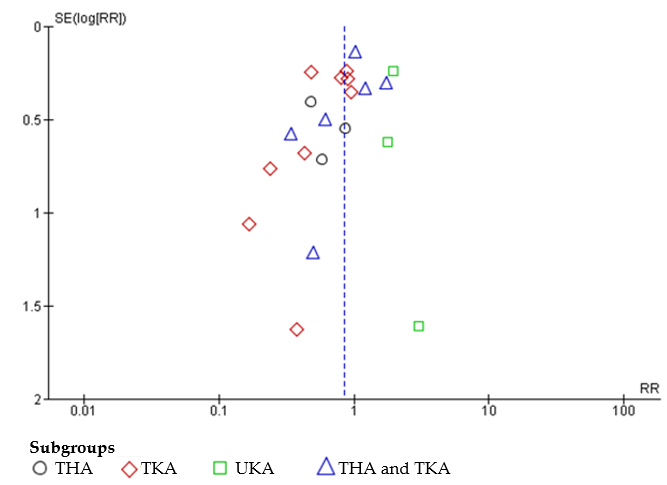 SE(log[RR])
0
0.5
1
1.5
2
RR
0.01 0.1 1 10 100
Subgroups
THA TKA UKA THA and TKA